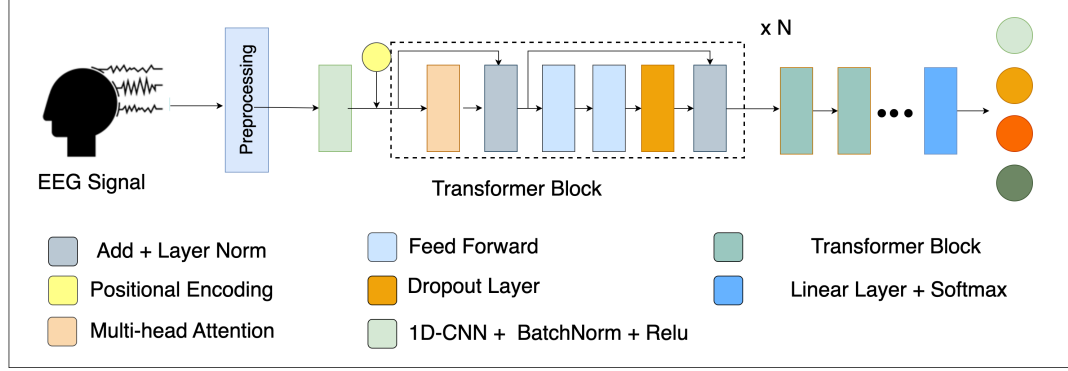 x N
Preprocessing
EEG Signal
Transformer Block
Add + Layer Norm
Feed Forward
Transformer Block
Positional Encoding
Dropout Layer
Linear Layer + Softmax
Multi-head Attention
1D-CNN + BatchNorm + Relu